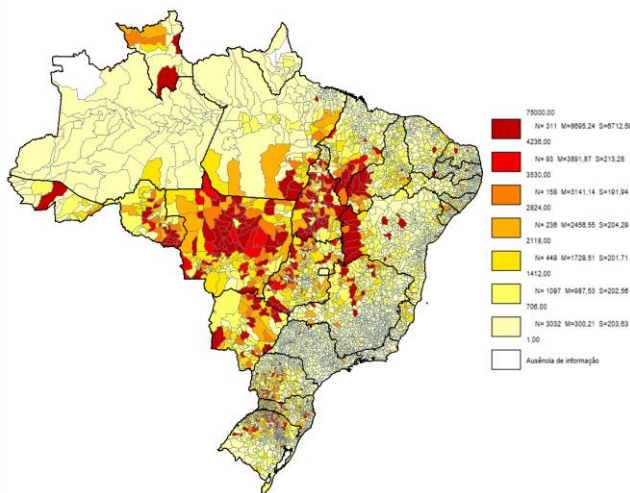 75000,00
N= 311 M=8695,24 S=6712,58
4236,00
N= 93 M=3891,87 S=213,28
3530,00
N= 158 M=3141,14 S=191,94
2824,00
N= 236 M=2456,55 S=204,29
2118,00
N= 448 M=1729,51 S=201,71
1412,00
N= 1097 M=987,53 S=202,56
706,00
N= 3032 M=300,21 S=203,63
1,00
Ausência de informação